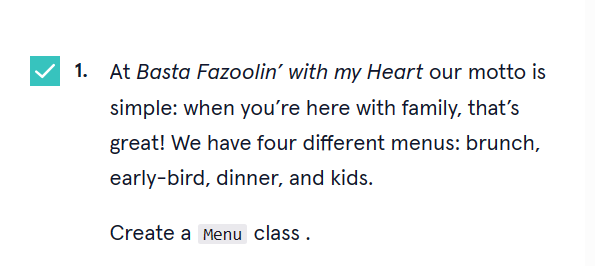 1. At Basta Fazoolin’ with my Heart our motto is
simple: when you’re here with family, that’s
great! We have four different menus: brunch,
early-bird, dinner, and kids.
Create a Menu class .